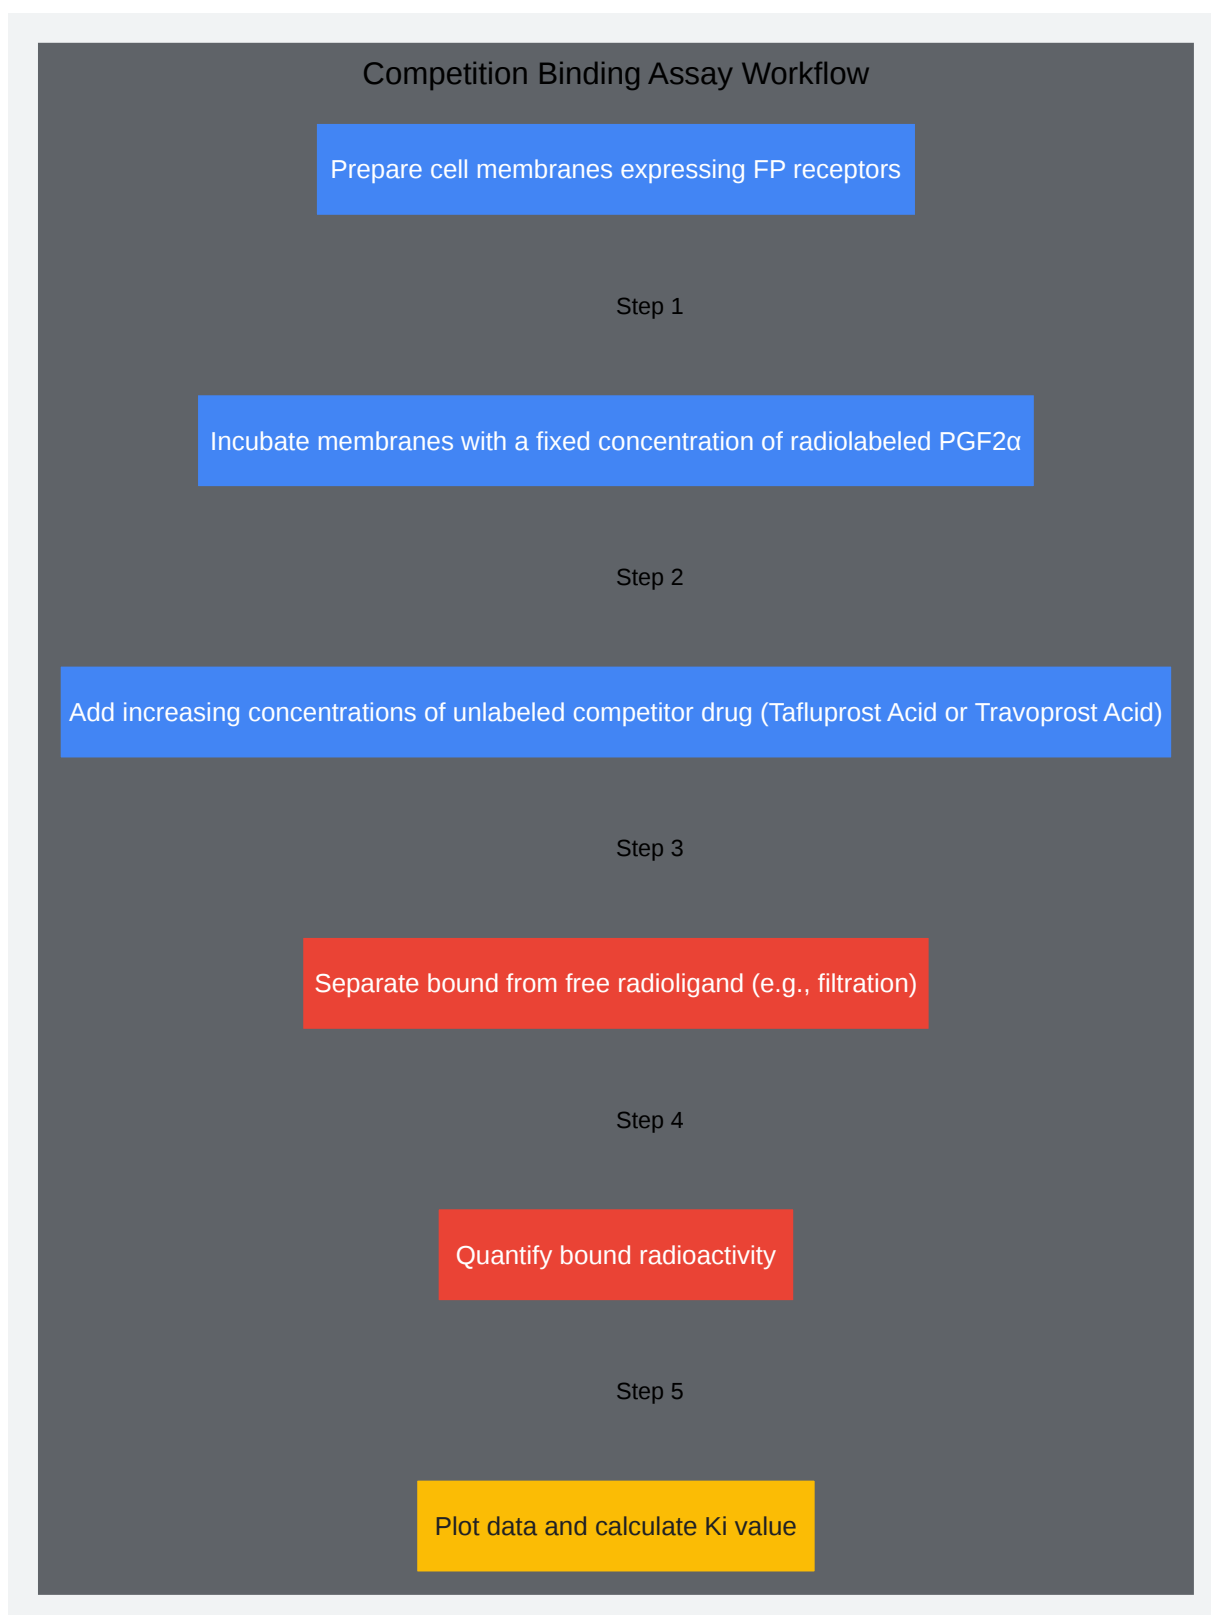 Competition Binding Assay Workflow
Prepare cell membranes expressing FP receptors
Step 1
Incubate membranes with a fixed concentration of radiolabeled PGF2α
Step 2
Add increasing concentrations of unlabeled competitor drug (Tafluprost Acid or Travoprost Acid)
Step 3
Separate bound from free radioligand (e.g., filtration)
Step 4
Quantify bound radioactivity
Step 5
Plot data and calculate Ki value